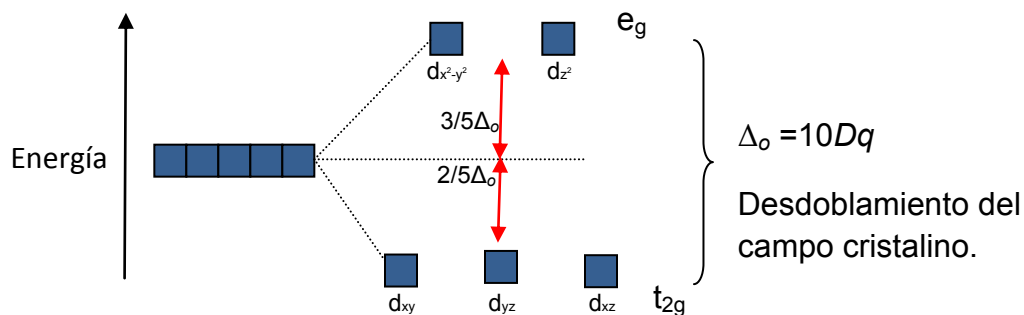 e_g
d_x²-y² d_z²
3/5Δ_o
Energía
2/5Δ_o
Δ_o =10Dq
Desdoblamiento del
campo cristalino.
d_xy d_yz d_xz
t_2g